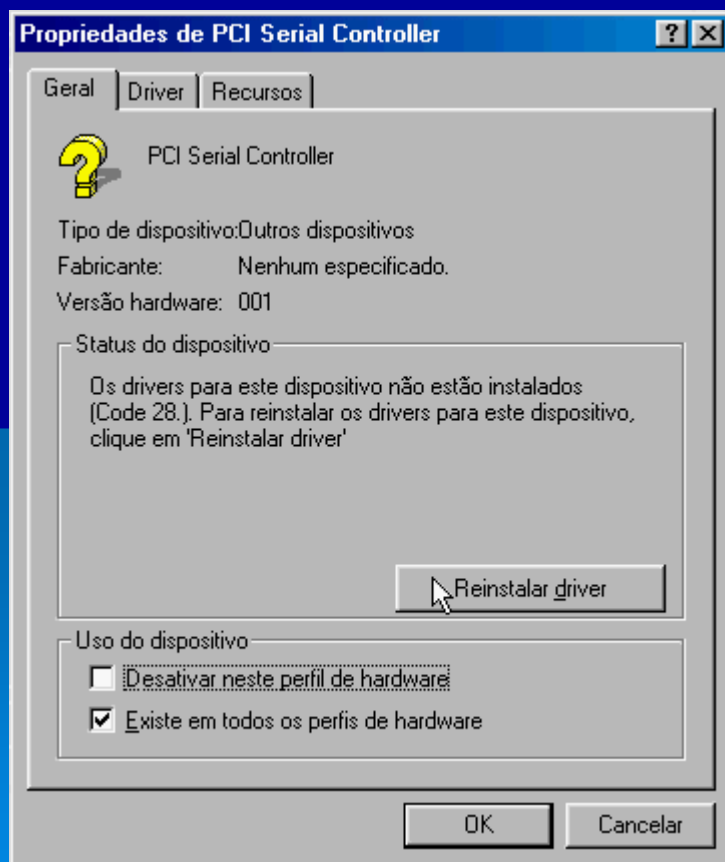 Propriedades de PCI Serial Controller
Geral Driver Recursos
PCI Serial Controller
Tipo de dispositivo:Outros dispositivos
Fabricante: Nenhum especificado.
Versão hardware: 001
Status do dispositivo
Os drivers para este dispositivo não estão instalados
(Code 28.). Para reinstalar os drivers para este dispositivo,
clique em 'Reinstalar driver'
Reinstalar driver
Uso do dispositivo
Desativar neste perfil de hardware
Existe em todos os perfis de hardware
OK Cancelar